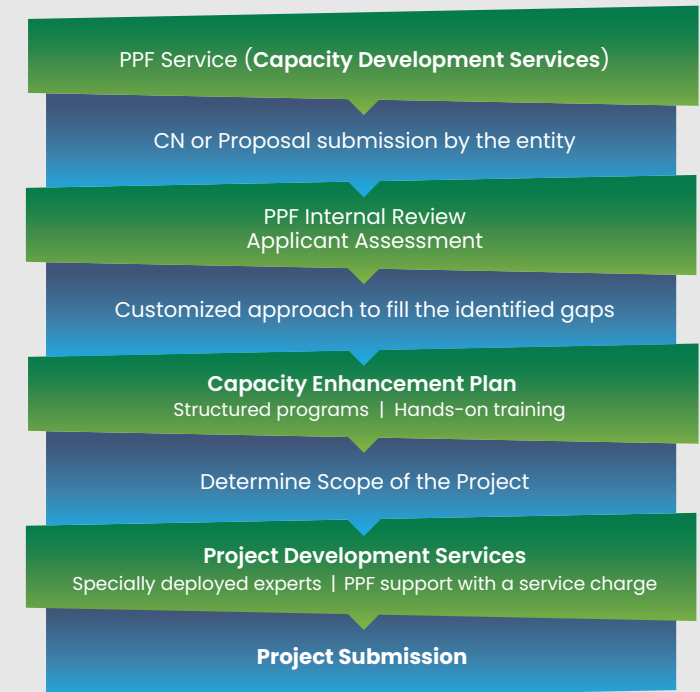 PPF Service (Capacity Development Services)
CN or Proposal submission by the entity
PPF Internal Review
Applicant Assessment
Customized approach to fill the identified gaps
Capacity Enhancement Plan
Structured programs | Hands-on training
Determine Scope of the Project
Project Development Services
Specially deployed experts | PPF support with a service charge
Project Submission